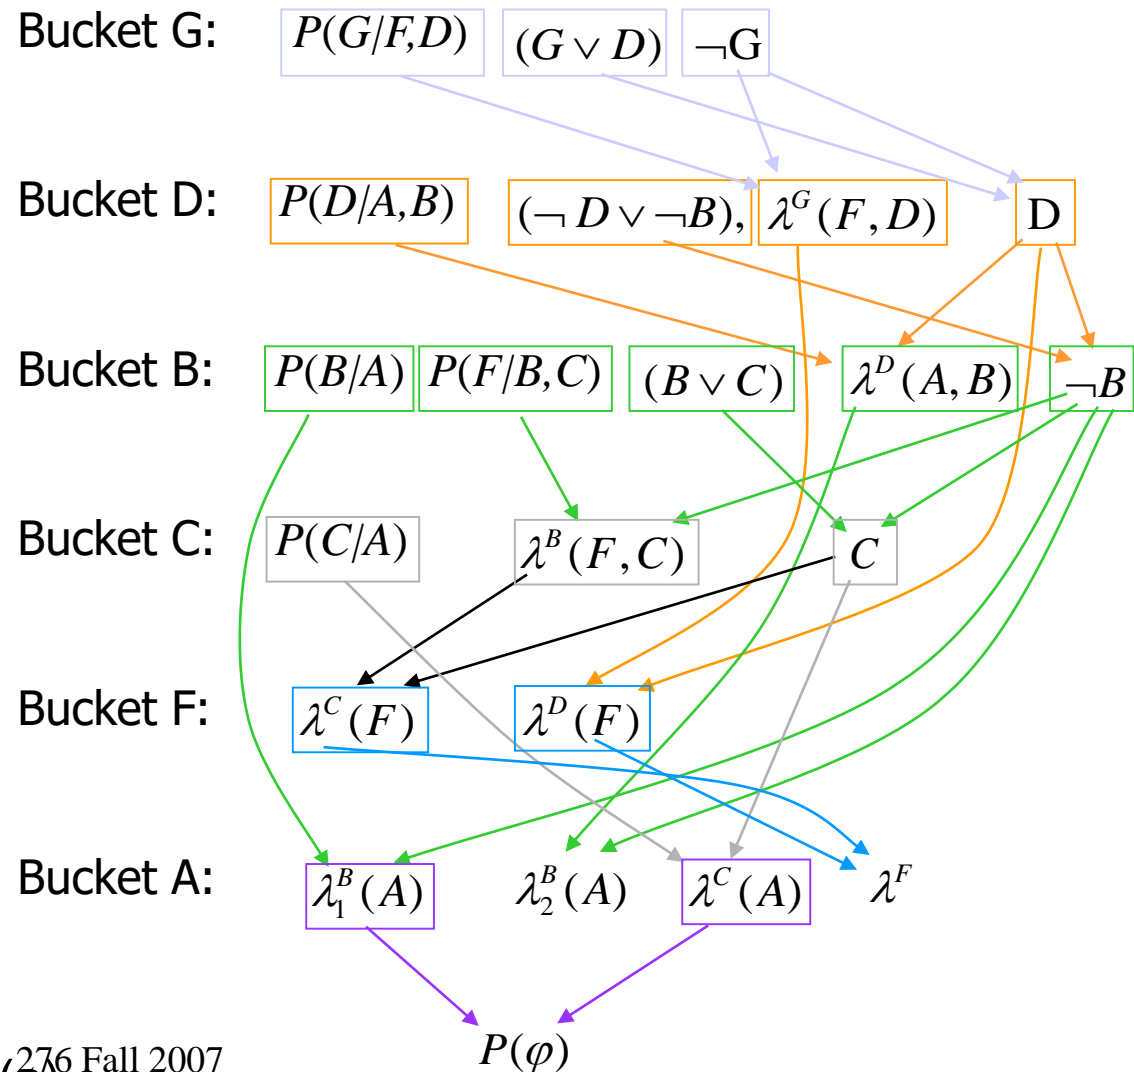 Bucket G: P(G/F,D) (G ∨ D) ¬G
Bucket D: P(D/A,B) (¬ D ∨ ¬B), λ^G (F, D) D
Bucket B: P(B/A) P(F/B,C) (B ∨ C) λ^D (A, B) ¬B
Bucket C: P(C/A) λ^B (F, C) C
Bucket F: λ^C (F) λ^D (F)
Bucket A: λ_1^B (A) λ_2^B (A) λ^C (A) λ^F
P(φ)
276 Fall 2007